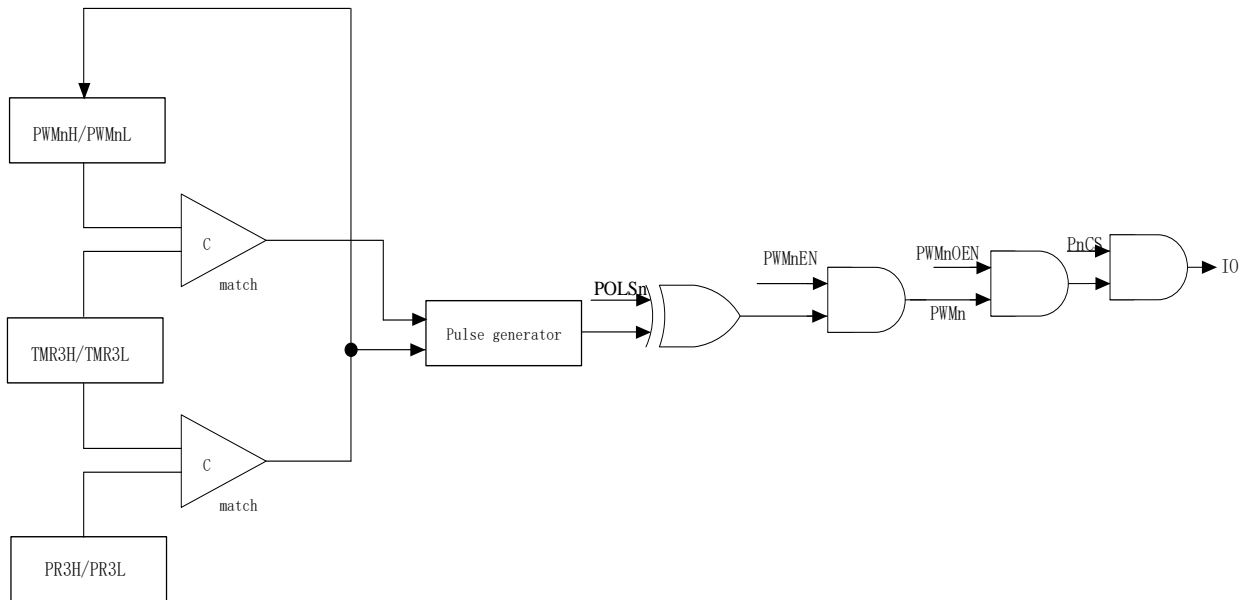 PWMnH/PWMnL
C
match
TMR3H/TMR3L
C
match
PR3H/PR3L
Pulse generator
POLSn
PWMnEN
PWMn
PWMnOEN
PnCS
IO